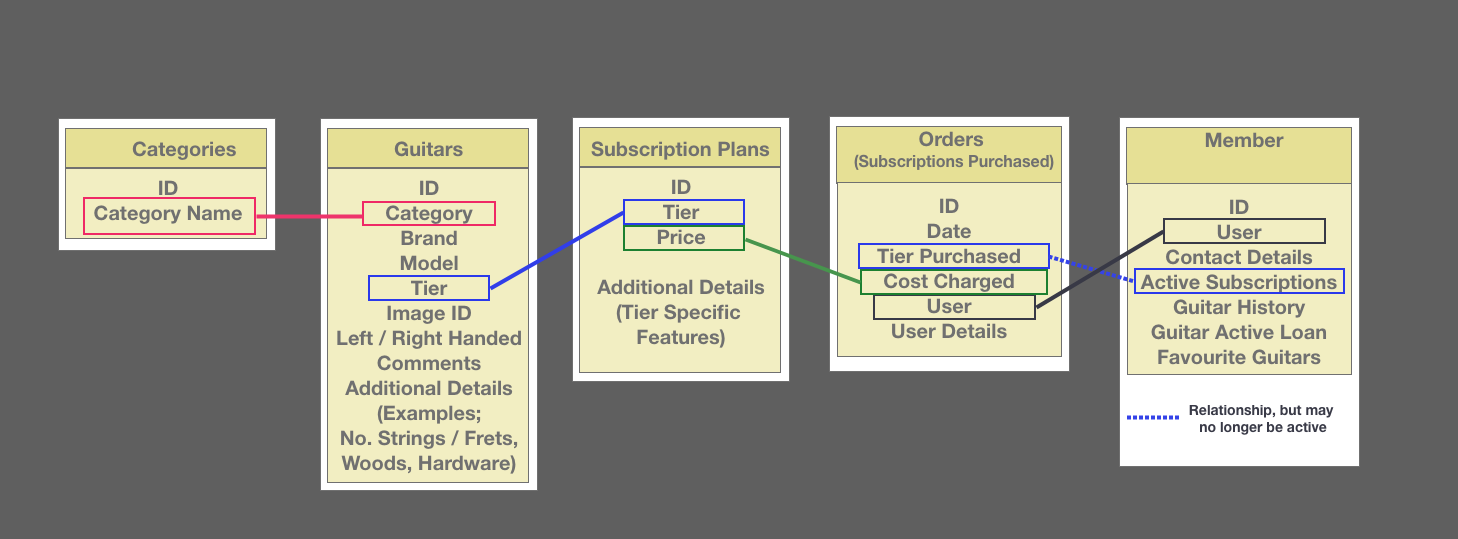 Categories
ID
Category Name
Guitars
ID
Category
Brand
Model
Tier
Image ID
Left / Right Handed
Comments
Additional Details
(Examples;
No. Strings / Frets,
Woods, Hardware)
Subscription Plans
ID
Tier
Price
Additional Details
(Tier Specific
Features)
Orders
(Subscriptions Purchased)
ID
Date
Tier Purchased
Cost Charged
User
User Details
Member
ID
User
Contact Details
Active Subscriptions
Guitar History
Guitar Active Loan
Favourite Guitars
Relationship, but may
no longer be active